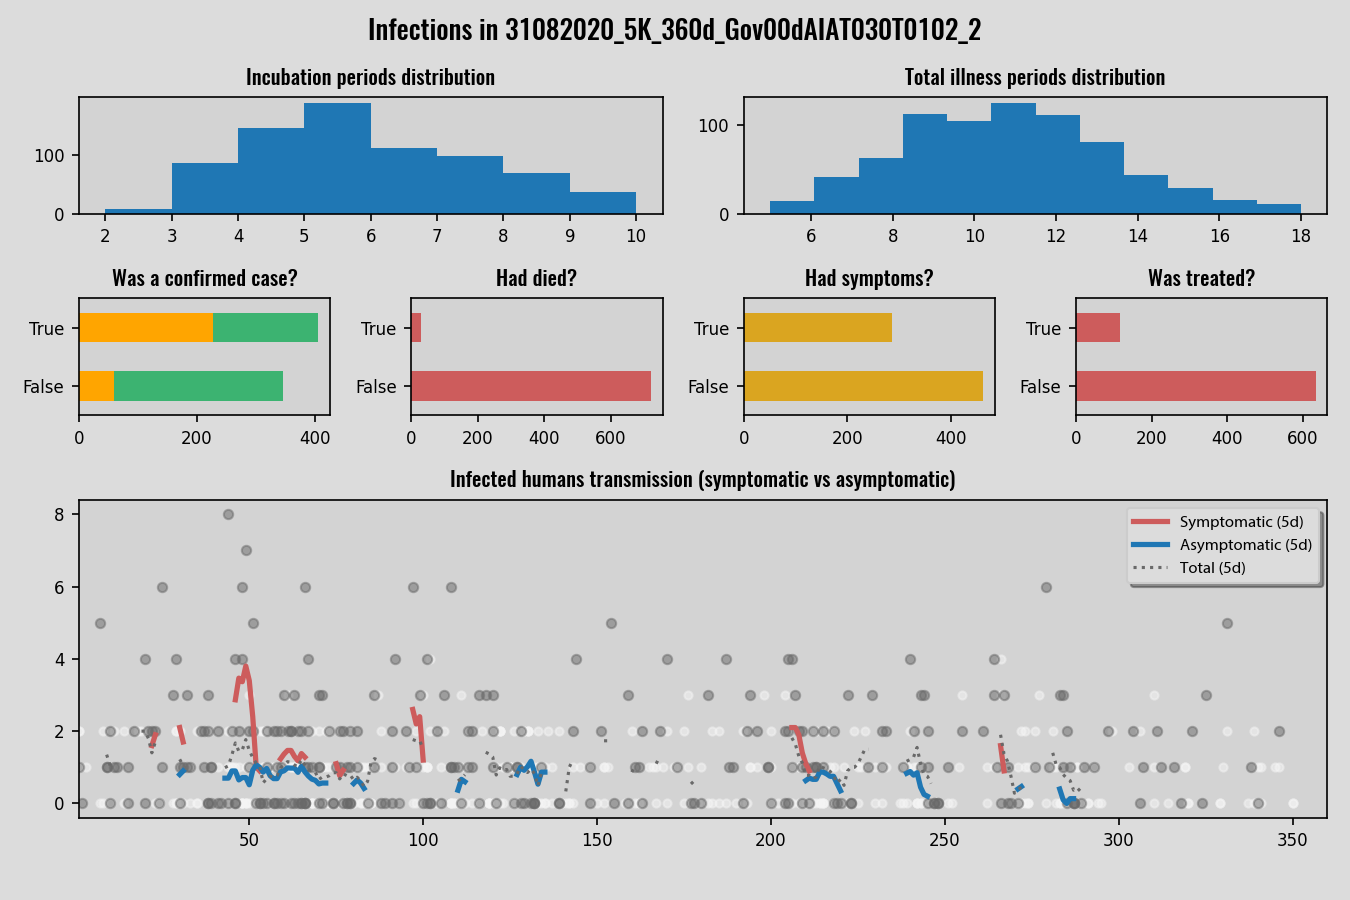 Infections in 31082020_5K_360d_Gov00dAIAT030T0102_2
Incubation periods distribution
Total illness periods distribution
100
0
2 3 4 5 6 7 8 9 10
100
0
6 8 10 12 14 16 18
Was a confirmed case?
Had died?
Had symptoms?
Was treated?
True
False
0 200 400
True
False
0 200 400 600
True
False
0 200 400
True
False
0 200 400 600
Infected humans transmission (symptomatic vs asymptomatic)
8
6
4
2
0
50 100 150 200 250 300 350
Symptomatic (5d)
Asymptomatic (5d)
Total (5d)